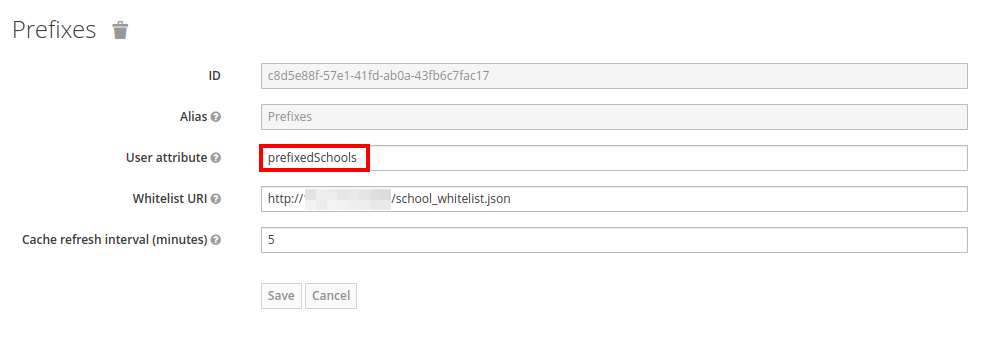 Prefixes
ID c8d5e88f-57e1-41fd-ab0a-43fb6c7fac17
Alias Prefixes
User attribute prefixedSchools
Whitelist URI http:// /school_whitelist.json
Cache refresh interval (minutes) 5
Save Cancel